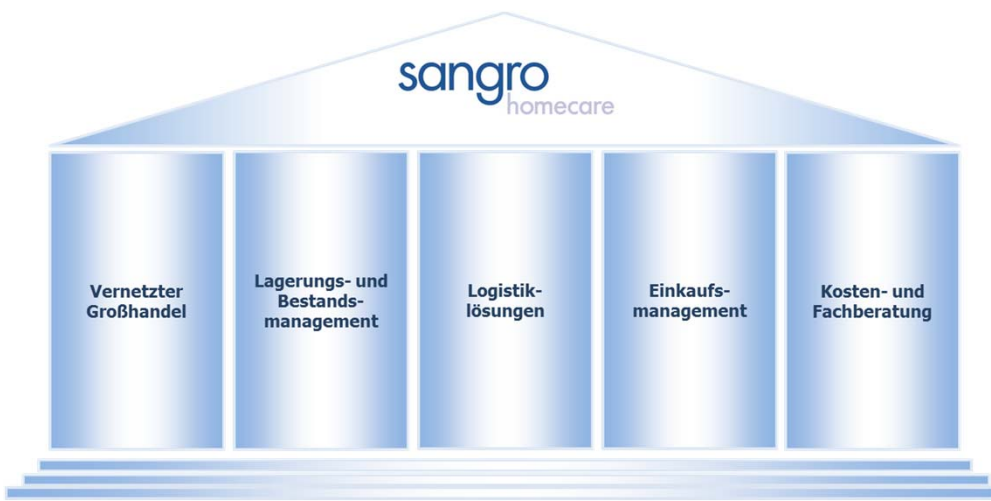 sangro
homecare
Vernetzter
Großhandel
Lagerungs- und
Bestands-
management
Logistik-
lösungen
Einkaufs-
management
Kosten- und
Fachberatung